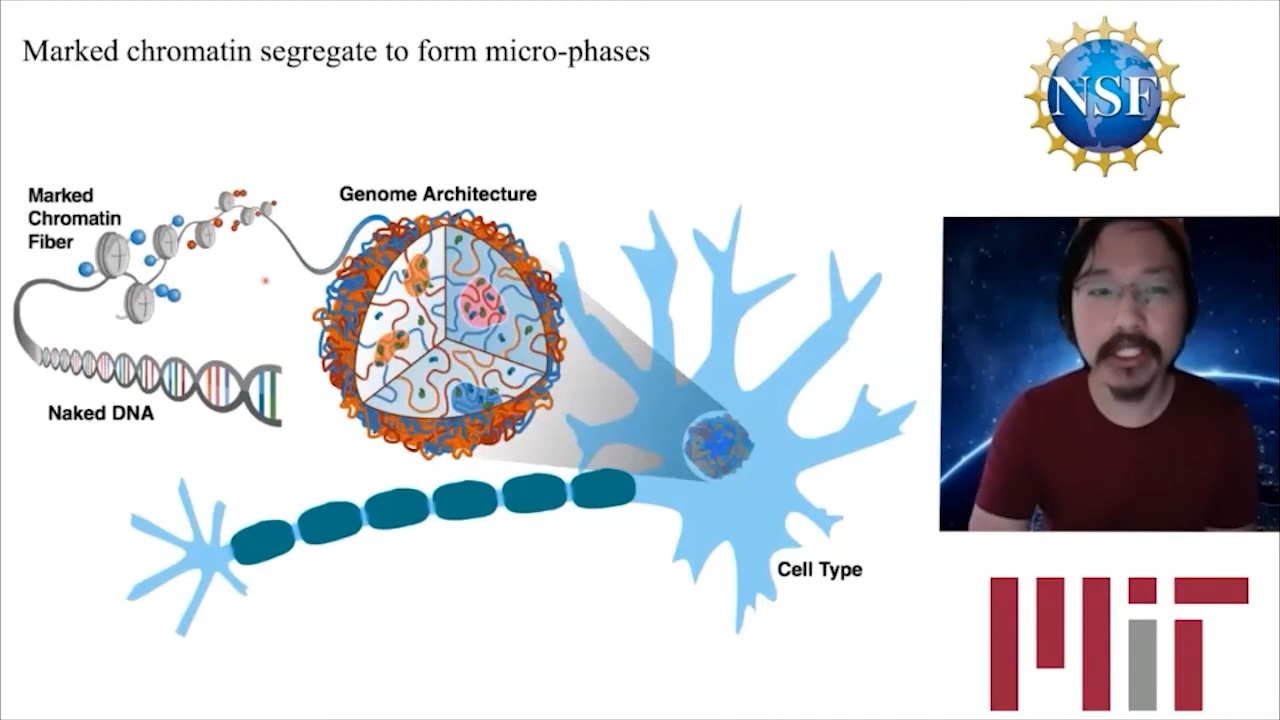 Marked chromatin segregate to form micro-phases
NSF
Marked
Chromatin
Fiber
Genome Architecture
Naked DNA
Cell Type
MIT